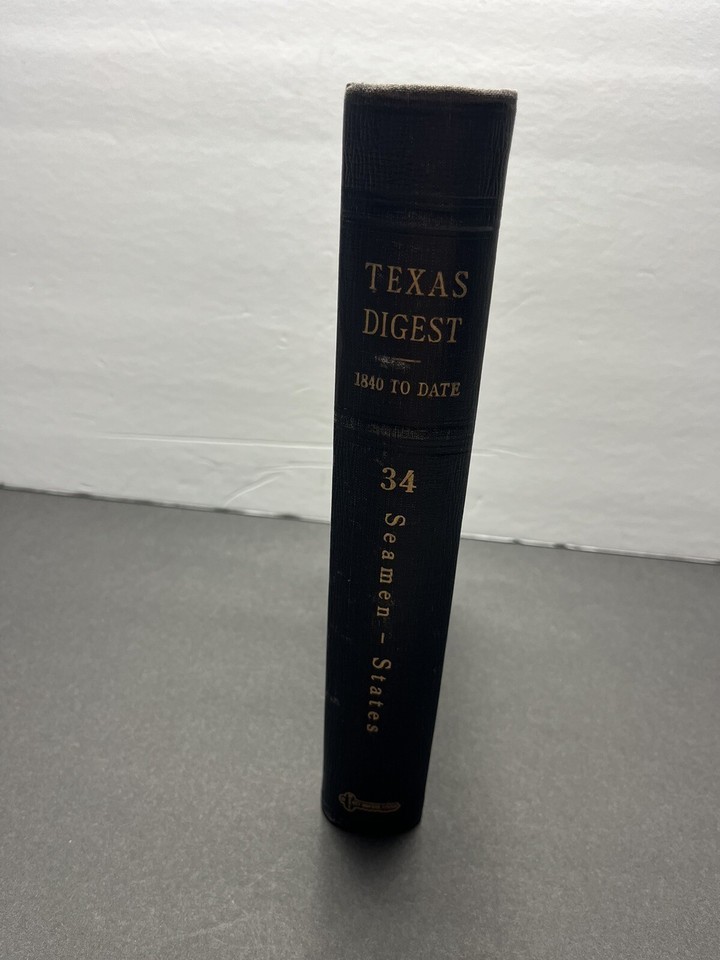 TEXAS
DIGEST
1840 TO DATE
34
Seamen - States